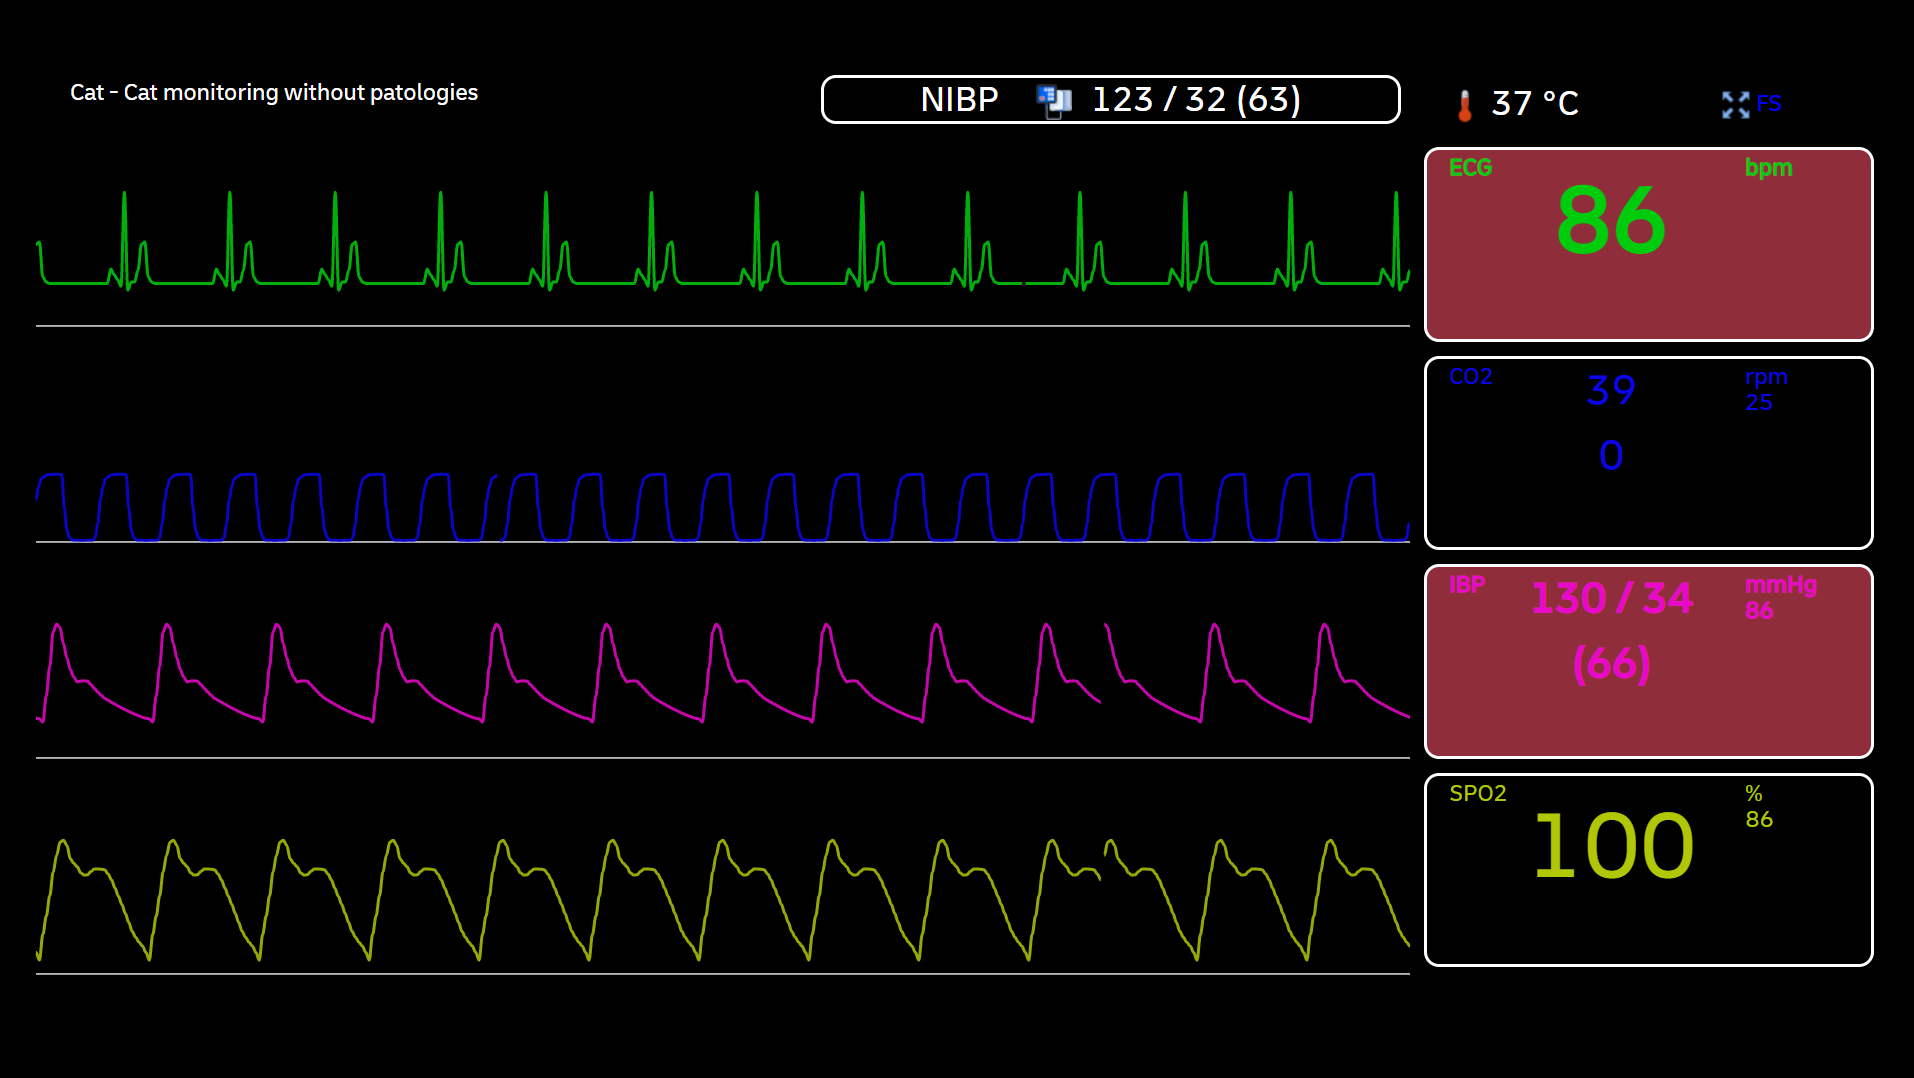 Cat - Cat monitoring without patologies
NIBP 123 / 32 (63)
37 °C
FS
ECG 86 bpm
CO2 39 rpm
25
0
IBP 130 / 34 mmHg
86
(66)
SPO2 100 %
86